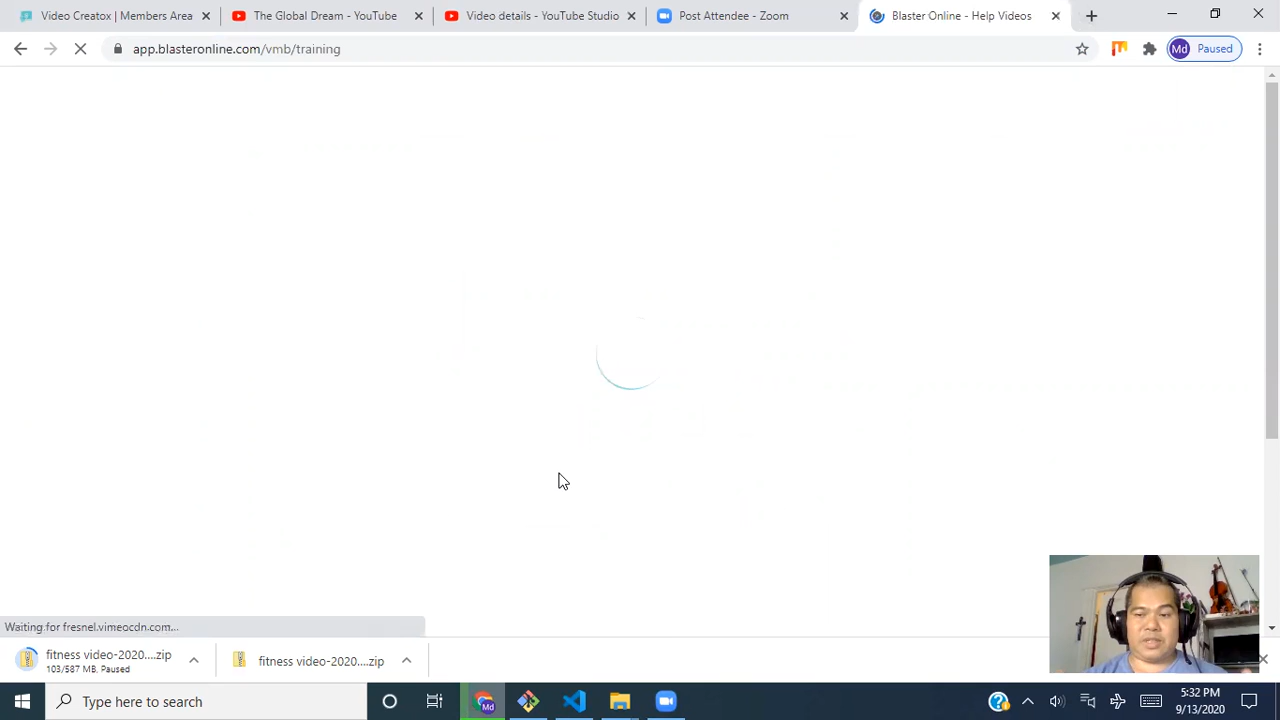 Video Creatox | Members Area
The Global Dream - YouTube
Video details - YouTube Studio
Post Attendee - Zoom
Blaster Online - Help Videos
app.blasteronline.com/vmb/training
Md
Paused
Waiting for fresnel.vimeocdn.com...
fitness video-2020....zip
103/587 MB, Paused
fitness video-2020....zip
Type here to search
Md
5:32 PM
9/13/2020